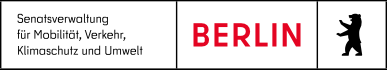 Senatsverwaltung
für Mobilität, Verkehr,
Klimaschutz und Umwelt
BERLIN